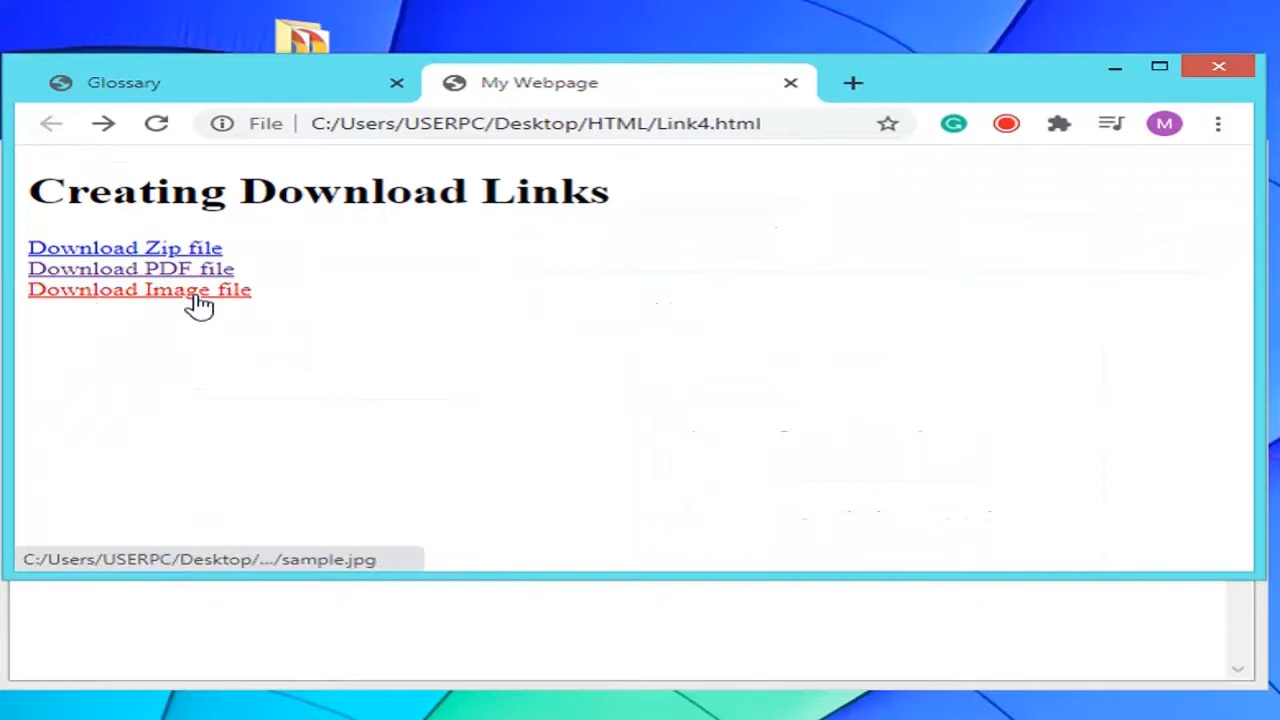 Glossary
My Webpage
File
C:/Users/USERPC/Desktop/HTML/Link4.html
M
Creating Download Links
Download Zip file
Download PDF file
Download Image file
C:/Users/USERPC/Desktop/.../sample.jpg